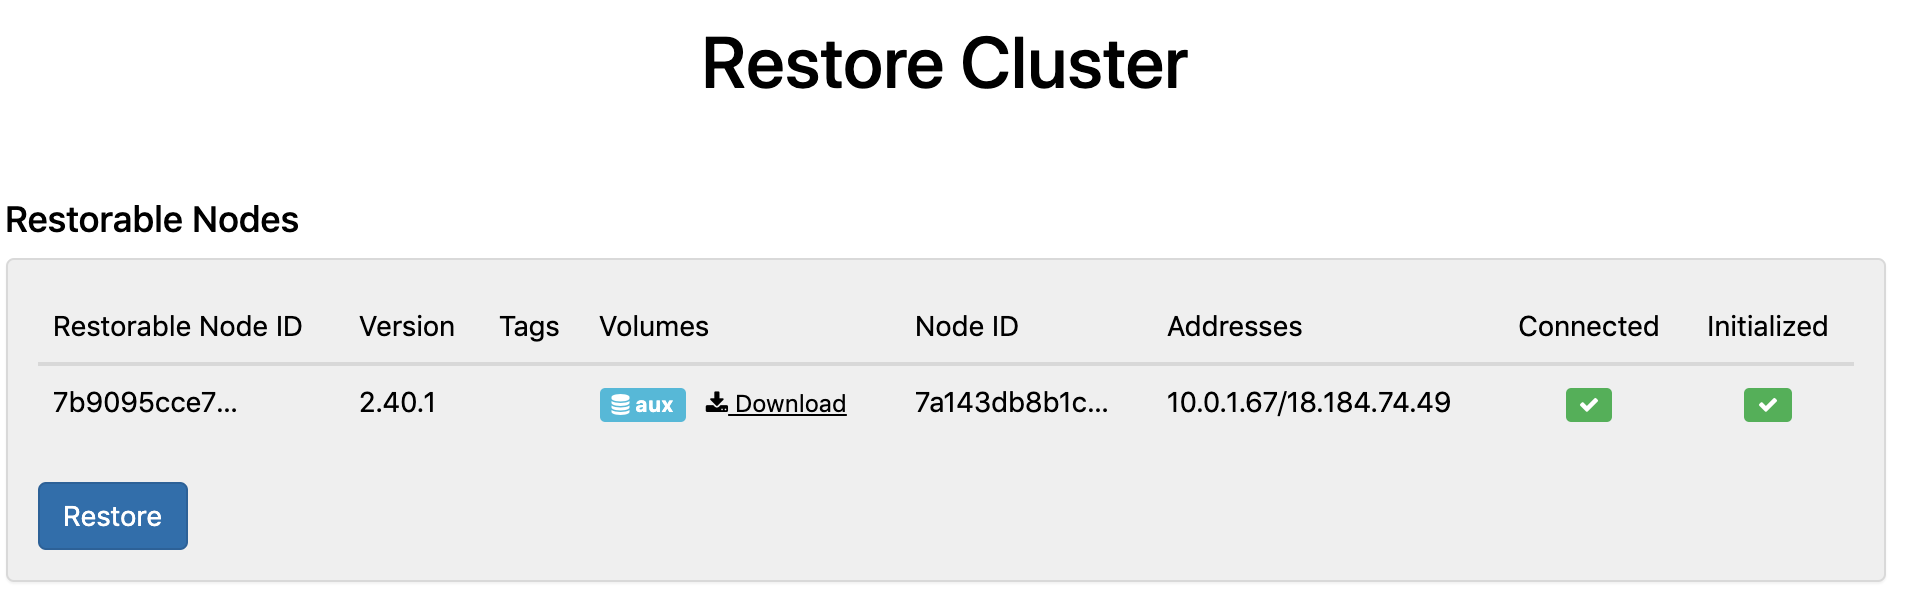 Restore Cluster
Restorable Nodes
Restorable Node ID Version Tags Volumes Node ID Addresses Connected Initialized
7b9095cce7... 2.40.1 aux Download 7a143db8b1c... 10.0.1.67/18.184.74.49
Restore